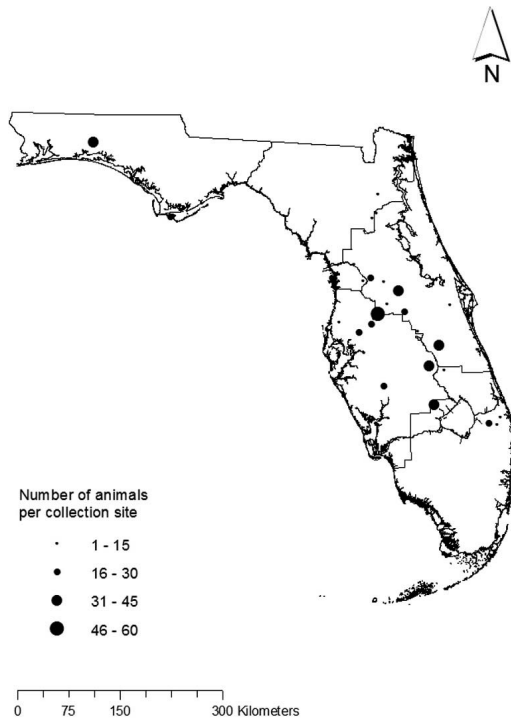 N
Number of animals
per collection site
1 - 15
16 - 30
31 - 45
46 - 60
0 75 150 300 Kilometers